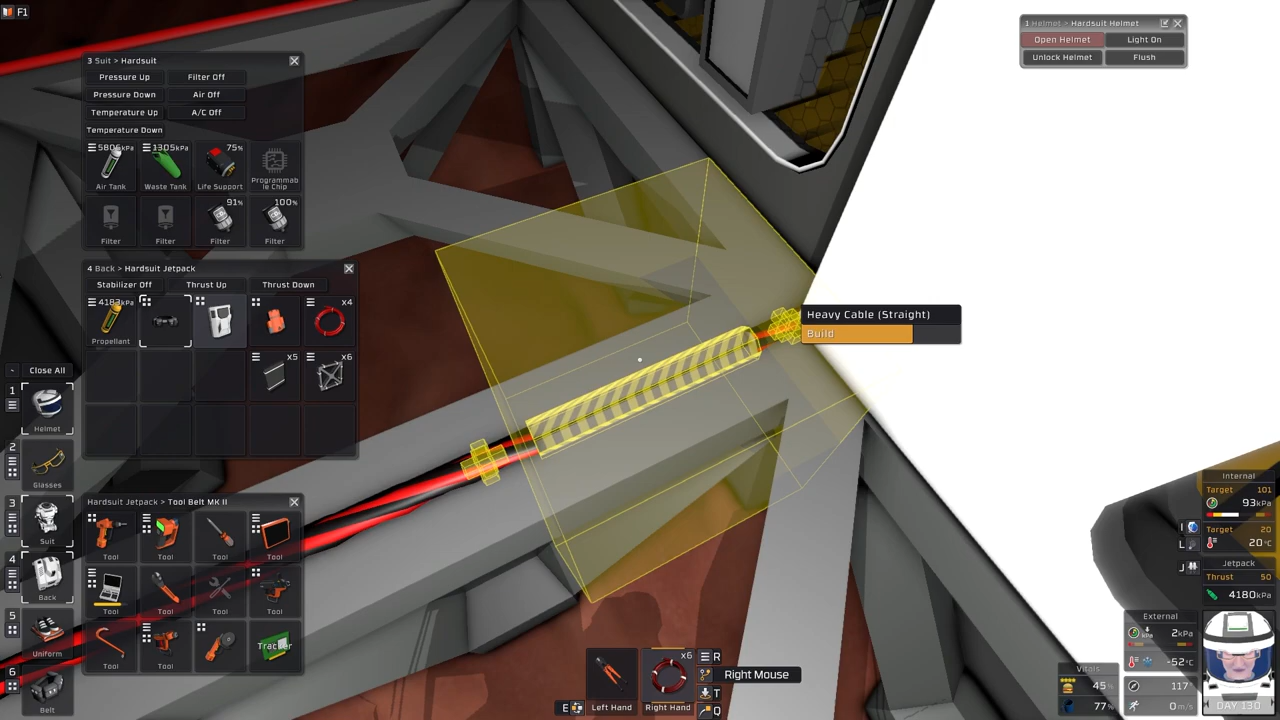 F1
3 Suit > Hardsuit
Pressure Up
Filter Off
Pressure Down
Air Off
Temperature Up
A/C Off
Temperature Down
1305kPa
75%
Air Tank
Waste Tank
Life Support
Programmab
le Chip
91%
100%
Filter
Filter
Filter
Filter
4 Back > Hardsuit Jetpack
Stabilizer Off
Thrust Up
Thrust Down
x4
Propellant
x5
x6
~
Close All
1
Helmet
2
Glasses
3
Suit
4
Back
5
Uniform
6
Belt
Hardsuit Jetpack > Tool Belt MK II
Tool
Tool
Tool
Tool
Tool
Tool
Tool
Tool
Tool
Tool
Tool
Tracker
1 Helmet > Hardsuit Helmet
Open Helmet
Light On
Unlock Helmet
Flush
Heavy Cable (Straight)
Build
E
Left Hand
x6
Right Hand
R
T
Q
Right Mouse
Internal
Target 101
93kPa
Target 20
20°C
Jetpack
Thrust 50
4180kPa
I
L
J
External
kPa
2kPa
-52°C
Vitals
45%
77%
117°
0m/s
DAY 130